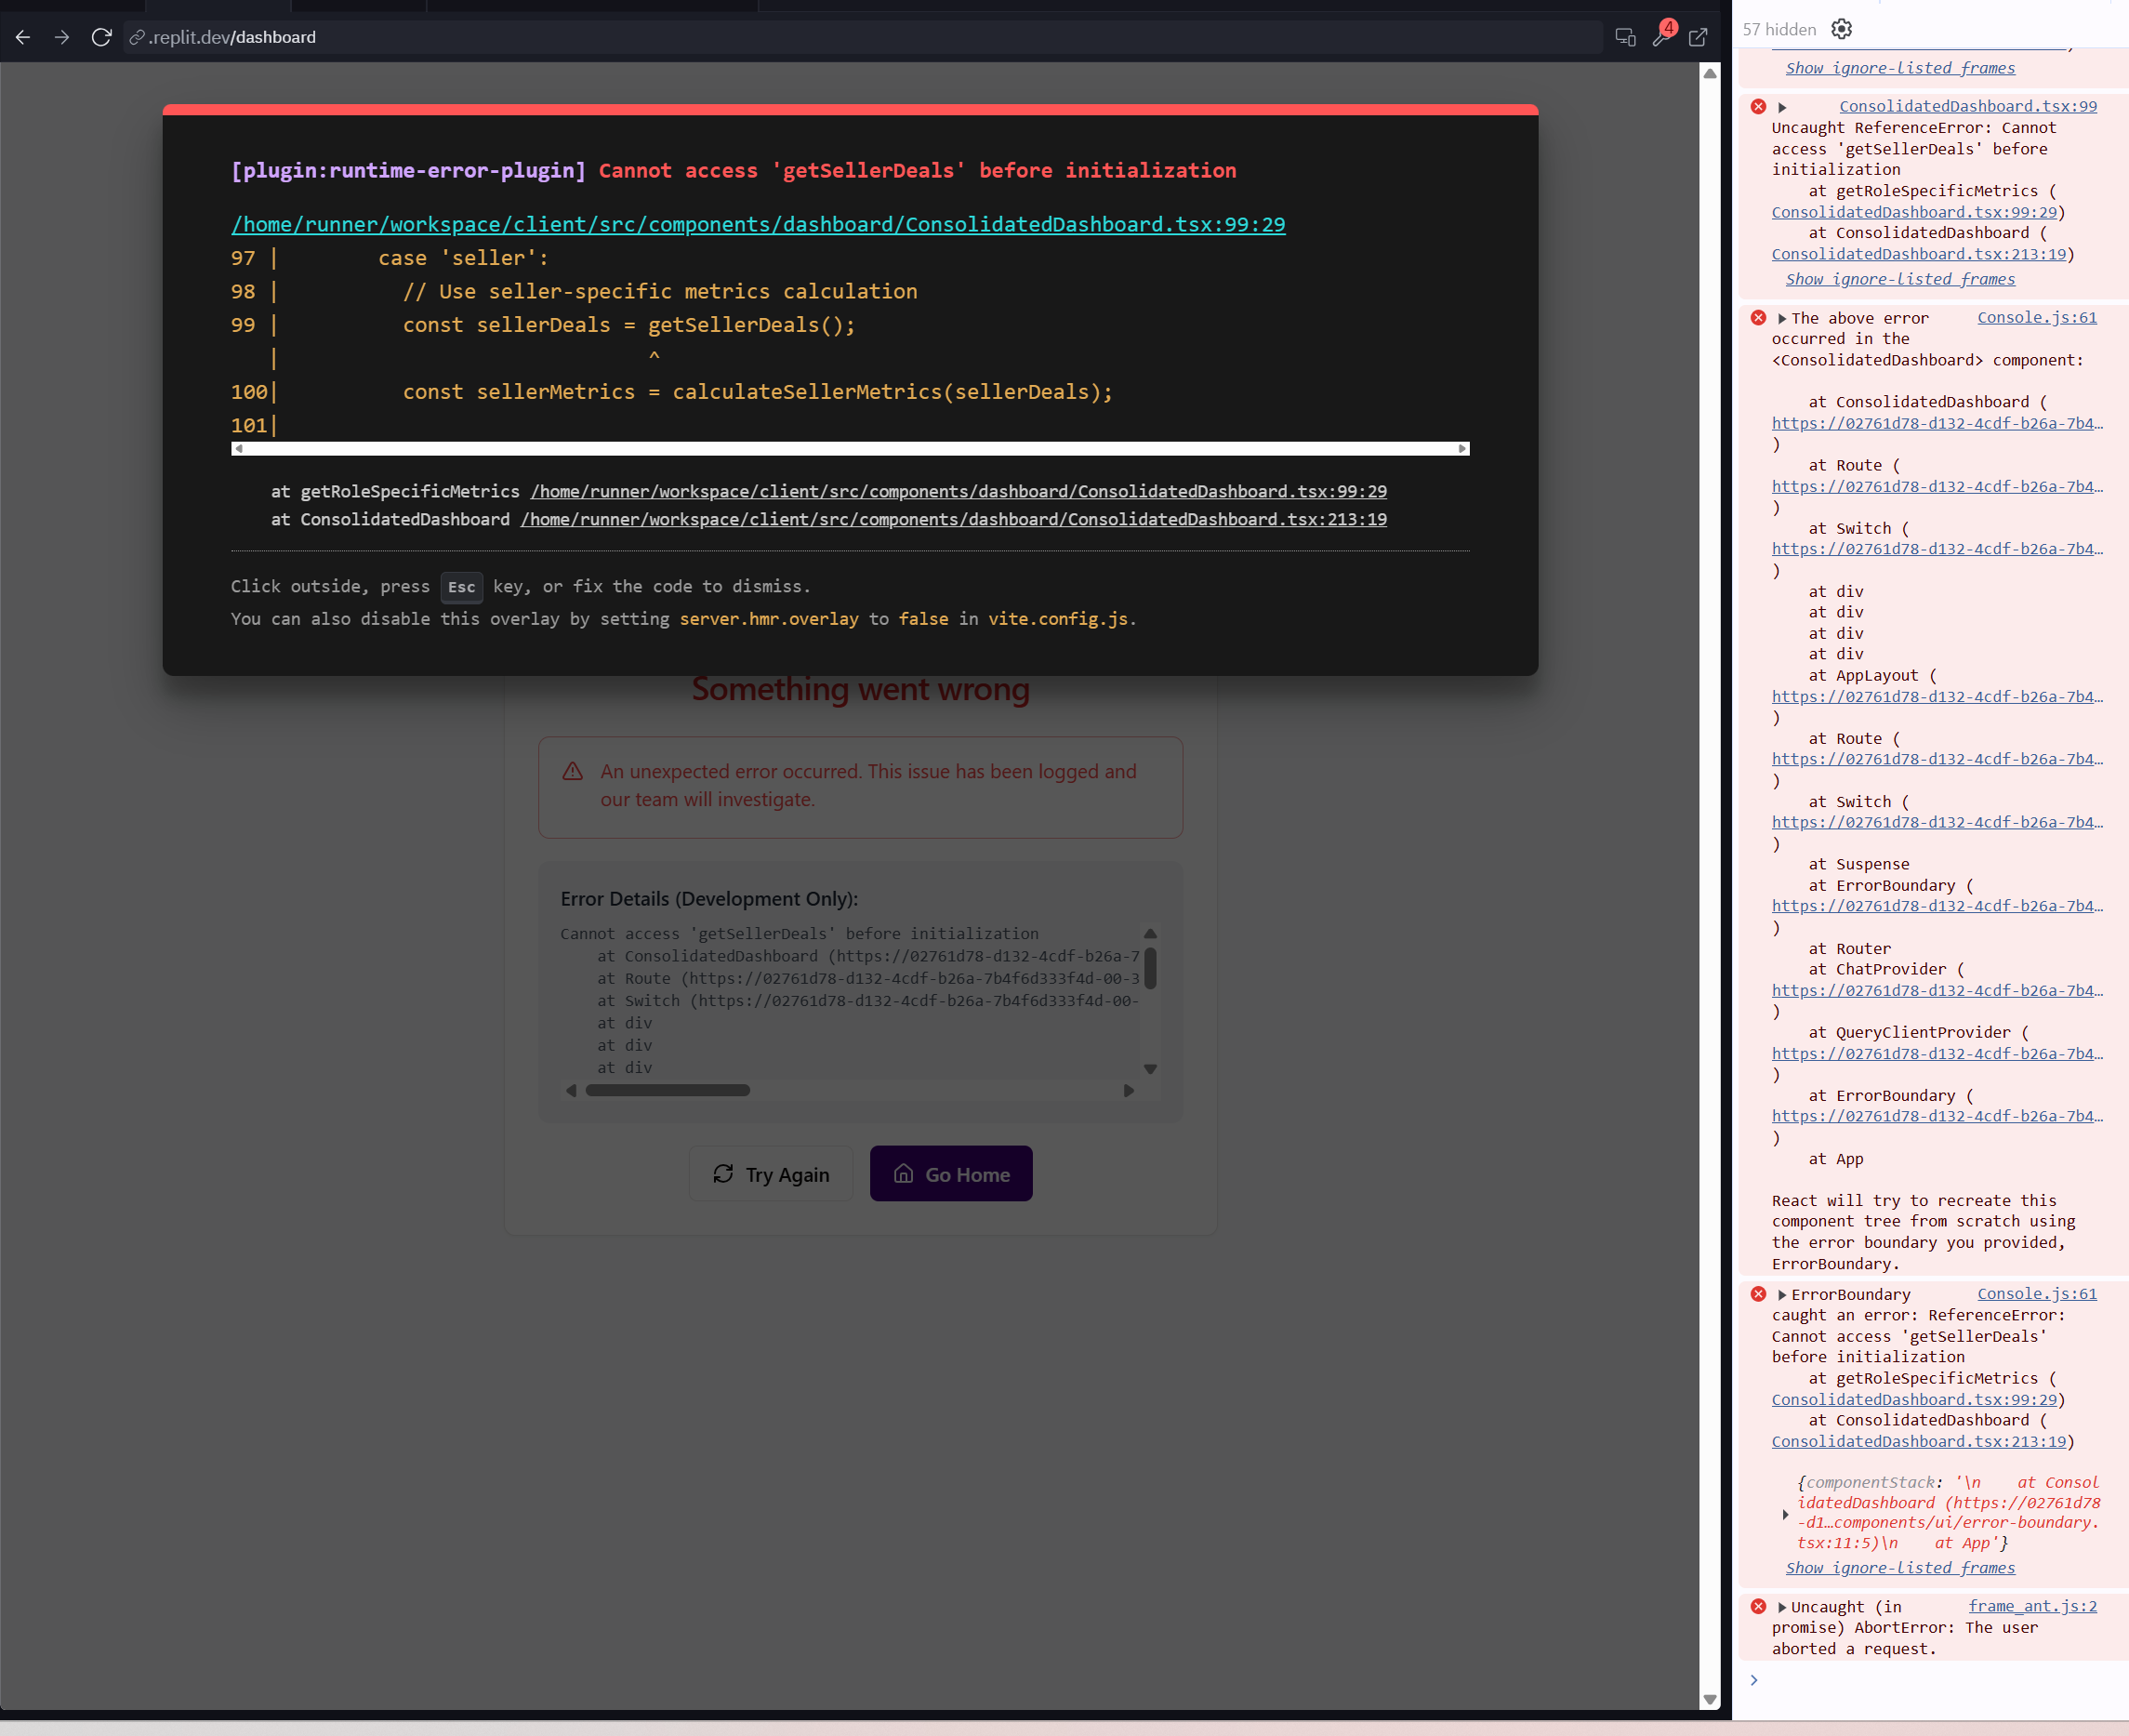 .replit.dev/dashboard
4
[plugin:runtime-error-plugin] Cannot access 'getSellerDeals' before initialization
/home/runner/workspace/client/src/components/dashboard/ConsolidatedDashboard.tsx:99:29
97 |        case 'seller':
98 |          // Use seller-specific metrics calculation
99 |          const sellerDeals = getSellerDeals();
   |                              ^
100|          const sellerMetrics = calculateSellerMetrics(sellerDeals);
101|
at getRoleSpecificMetrics /home/runner/workspace/client/src/components/dashboard/ConsolidatedDashboard.tsx:99:29
at ConsolidatedDashboard /home/runner/workspace/client/src/components/dashboard/ConsolidatedDashboard.tsx:213:19
Click outside, press Esc key, or fix the code to dismiss.
You can also disable this overlay by setting server.hmr.overlay to false in vite.config.js.
Something went wrong
An unexpected error occurred. This issue has been logged and
our team will investigate.
Error Details (Development Only):
Cannot access 'getSellerDeals' before initialization
at ConsolidatedDashboard (https://02761d78-d132-4cdf-b26a-7
at Route (https://02761d78-d132-4cdf-b26a-7b4f6d333f4d-00-3
at Switch (https://02761d78-d132-4cdf-b26a-7b4f6d333f4d-00-
at div
at div
at div
Try Again
Go Home
57 hidden
Show ignore-listed frames
ConsolidatedDashboard.tsx:99
Uncaught ReferenceError: Cannot
access 'getSellerDeals' before
initialization
at getRoleSpecificMetrics (
ConsolidatedDashboard.tsx:99:29)
at ConsolidatedDashboard (
ConsolidatedDashboard.tsx:213:19)
Show ignore-listed frames
The above error Console.js:61
occurred in the
<ConsolidatedDashboard> component:
at ConsolidatedDashboard (
https://02761d78-d132-4cdf-b26a-7b4…
)
at Route (
https://02761d78-d132-4cdf-b26a-7b4…
)
at Switch (
https://02761d78-d132-4cdf-b26a-7b4…
)
at div
at div
at div
at div
at AppLayout (
https://02761d78-d132-4cdf-b26a-7b4…
)
at Route (
https://02761d78-d132-4cdf-b26a-7b4…
)
at Switch (
https://02761d78-d132-4cdf-b26a-7b4…
)
at Suspense
at ErrorBoundary (
https://02761d78-d132-4cdf-b26a-7b4…
)
at Router
at ChatProvider (
https://02761d78-d132-4cdf-b26a-7b4…
)
at QueryClientProvider (
https://02761d78-d132-4cdf-b26a-7b4…
)
at ErrorBoundary (
https://02761d78-d132-4cdf-b26a-7b4…
)
at App
React will try to recreate this
component tree from scratch using
the error boundary you provided,
ErrorBoundary.
ErrorBoundary Console.js:61
caught an error: ReferenceError:
Cannot access 'getSellerDeals'
before initialization
at getRoleSpecificMetrics (
ConsolidatedDashboard.tsx:99:29)
at ConsolidatedDashboard (
ConsolidatedDashboard.tsx:213:19)
{componentStack: '\n    at Consol
idatedDashboard (https://02761d78
-d1…components/ui/error-boundary.
tsx:11:5)\n    at App'}
Show ignore-listed frames
Uncaught (in frame_ant.js:2
promise) AbortError: The user
aborted a request.